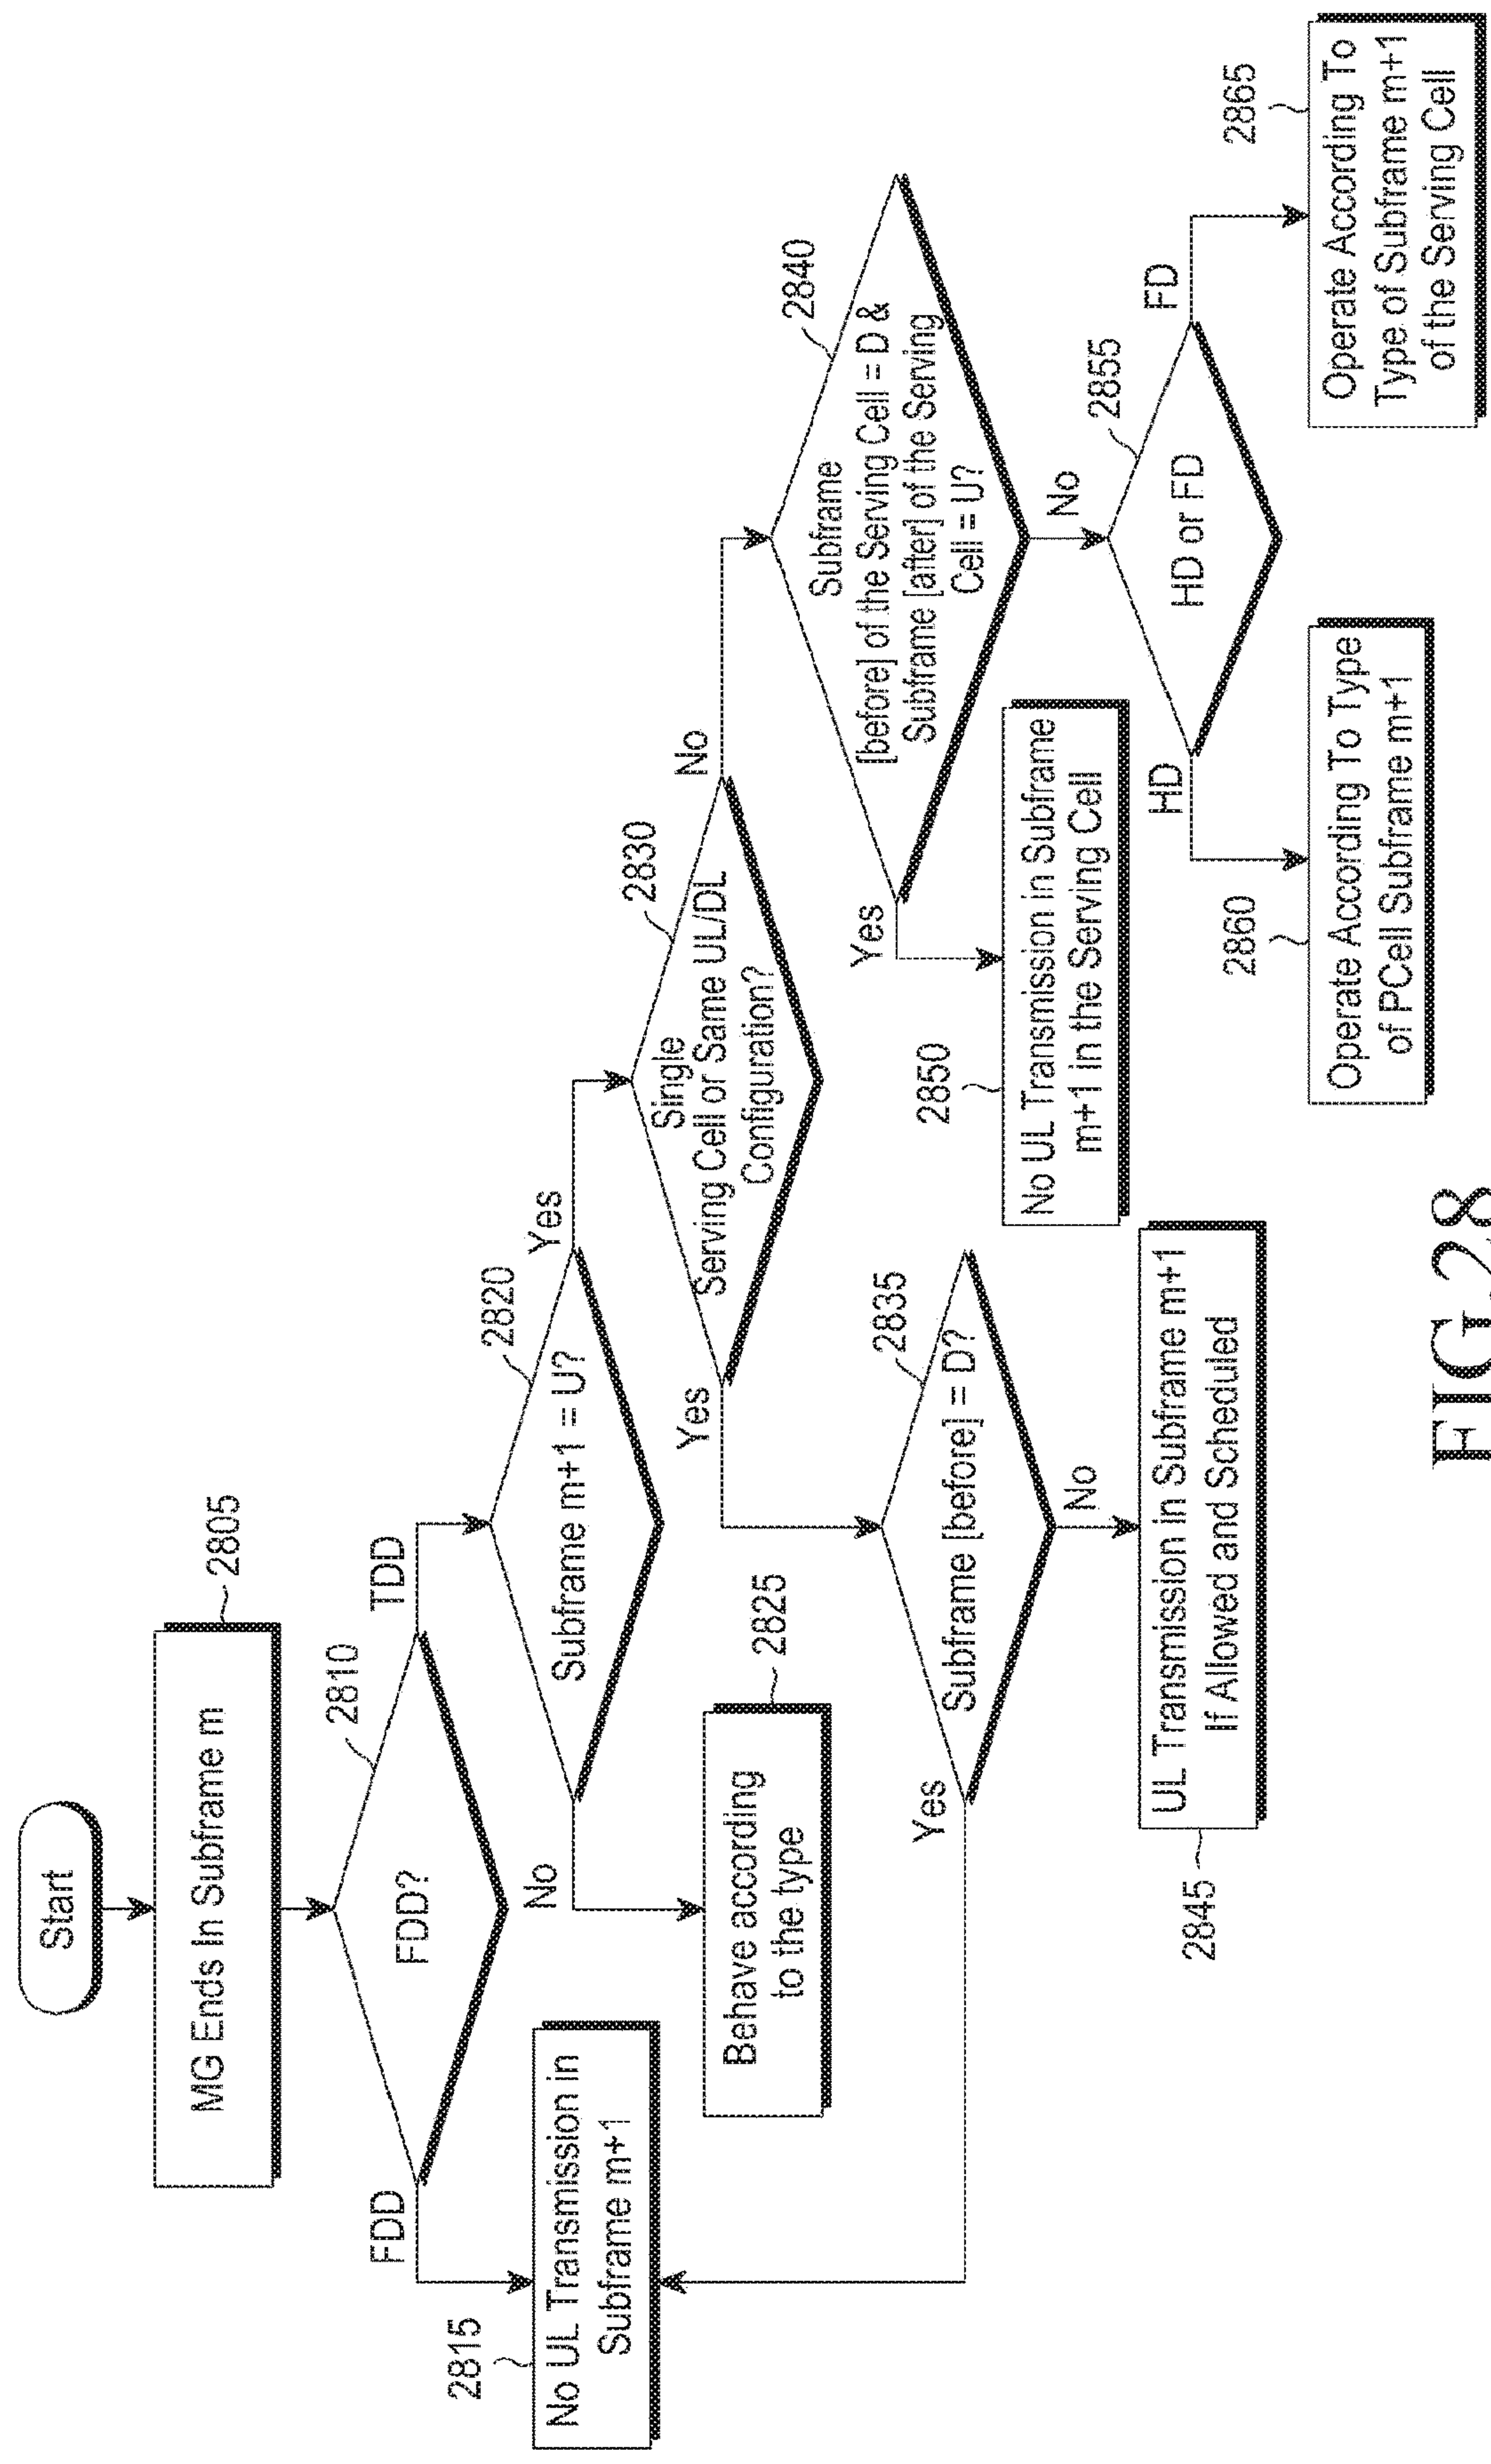 Start
MG Ends In Subframe m
2805
FDD?
2810
FDD
TDD
No UL Transmission in
Subframe m+1
2815
Subframe m+1 = U?
2820
No
Yes
Behave according
to the type
2825
Single
Serving Cell or Same UL/DL
Configuration?
2830
Yes
No
Subframe [before] = D?
2835
Yes
No
UL Transmission in Subframe m+1
If Allowed and Scheduled
2845
Subframe
[before] of the Serving Cell = D &
Subframe [after] of the Serving
Cell = U?
2840
Yes
No
No UL Transmission in Subframe
m+1 in the Serving Cell
2850
HD or FD
2855
HD
FD
Operate According To Type
of PCell Subframe m+1
2860
Operate According To
Type of Subframe m+1
of the Serving Cell
2865
FIG.28